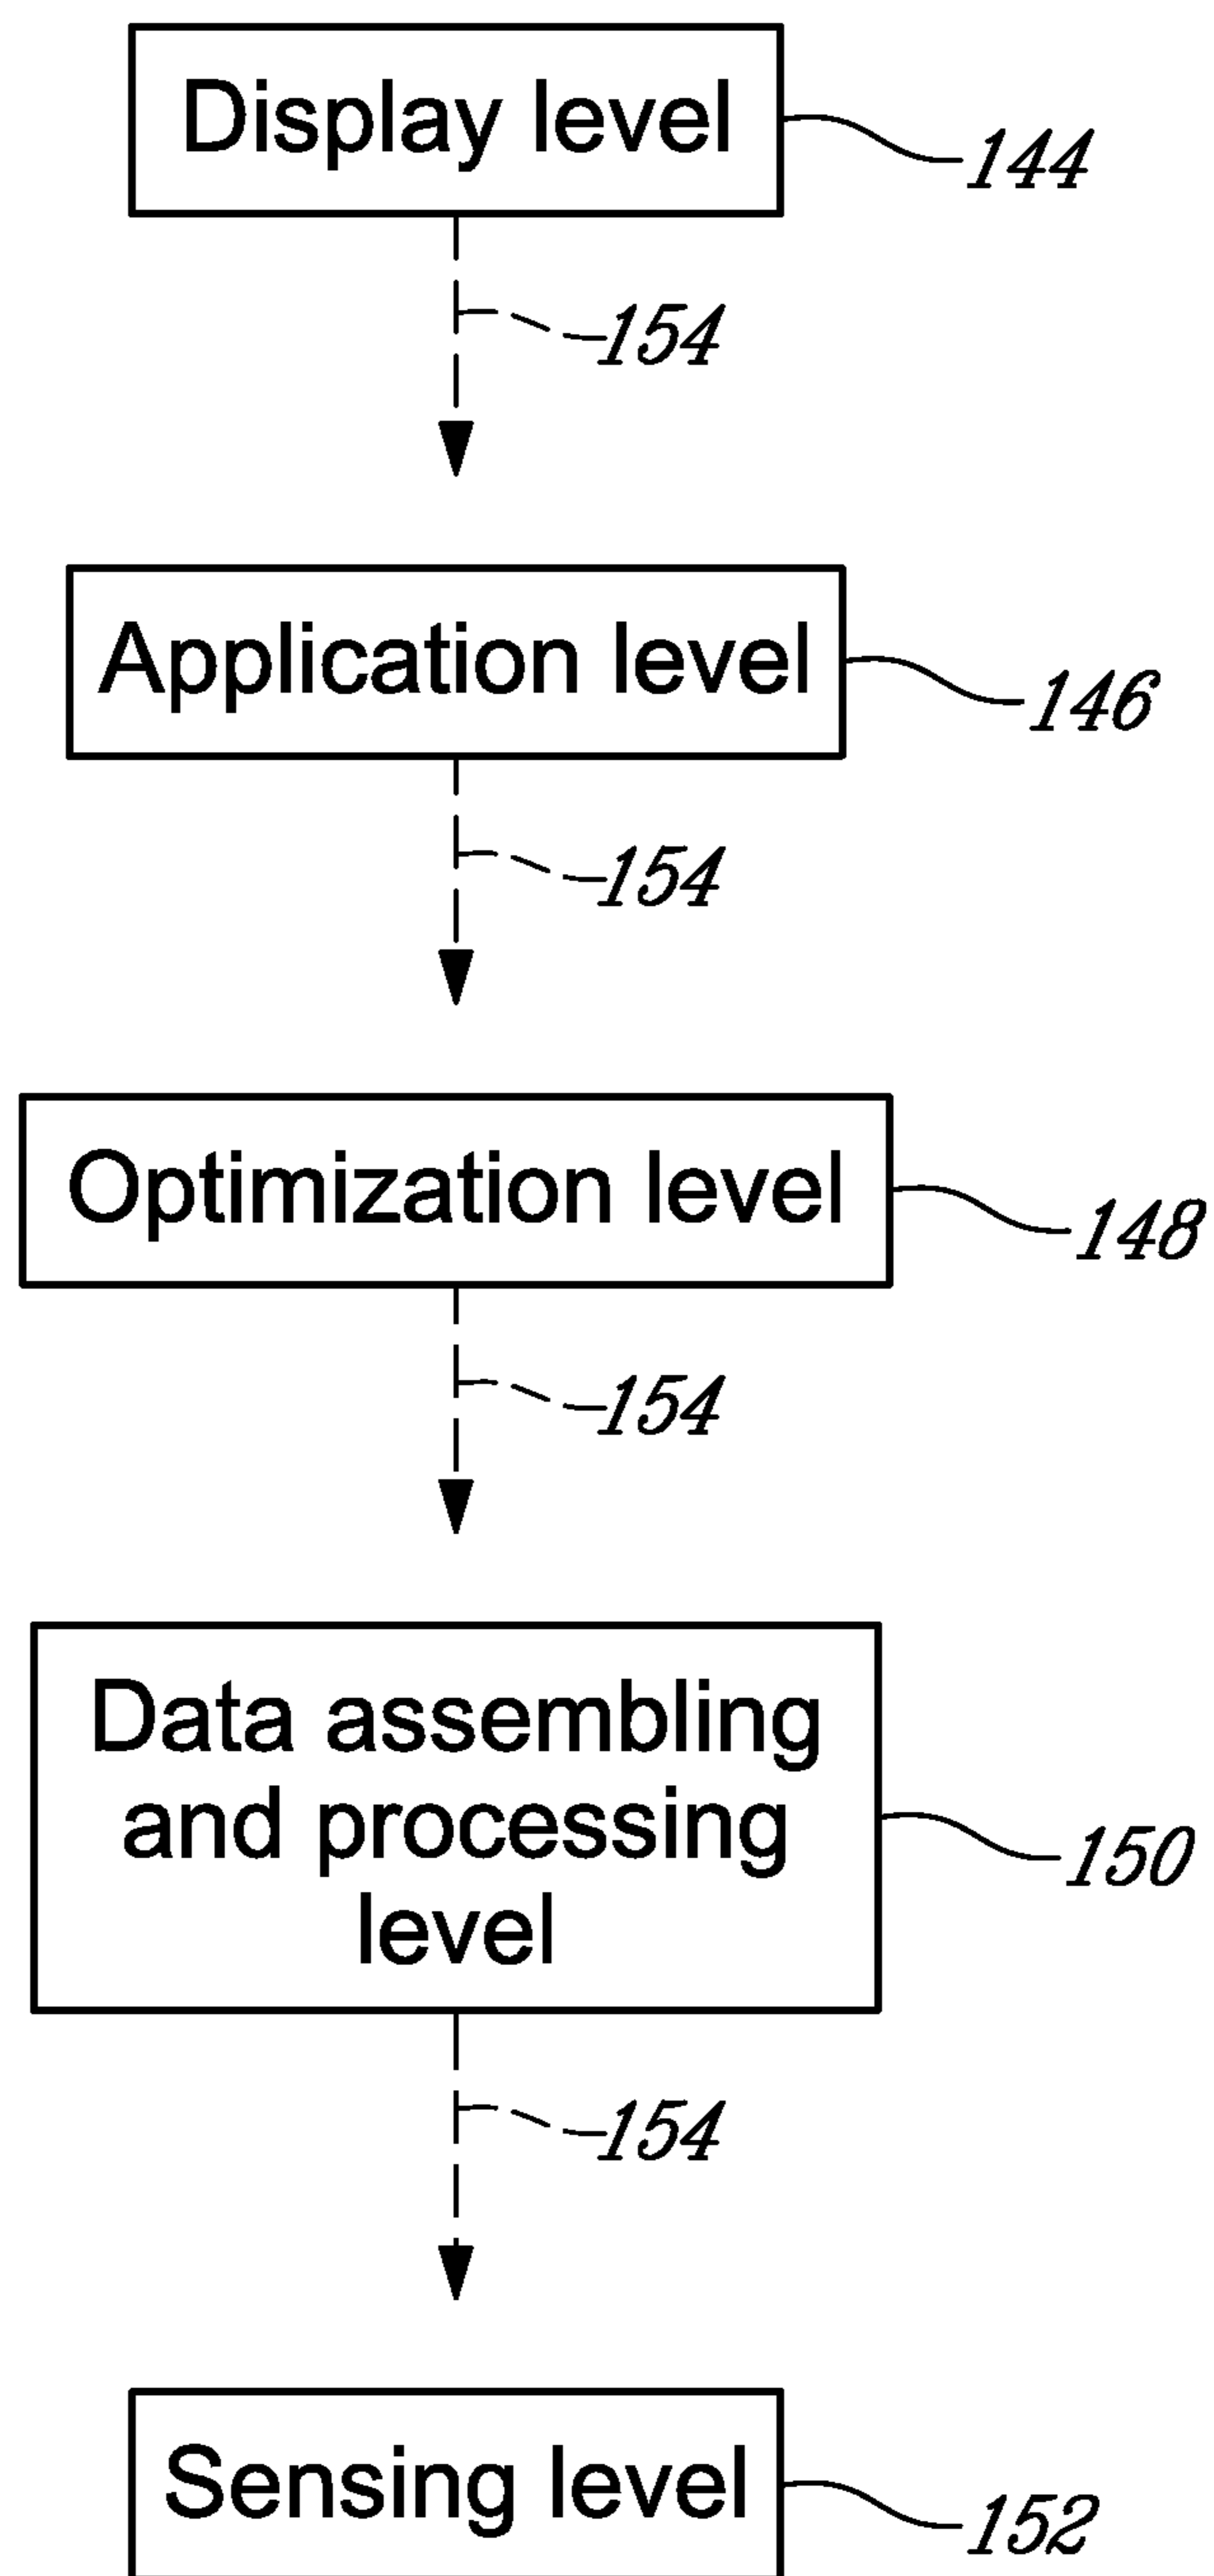 Display level
144
154
Application level
146
154
Optimization level
148
154
Data assembling
and processing
level
150
154
Sensing level
152